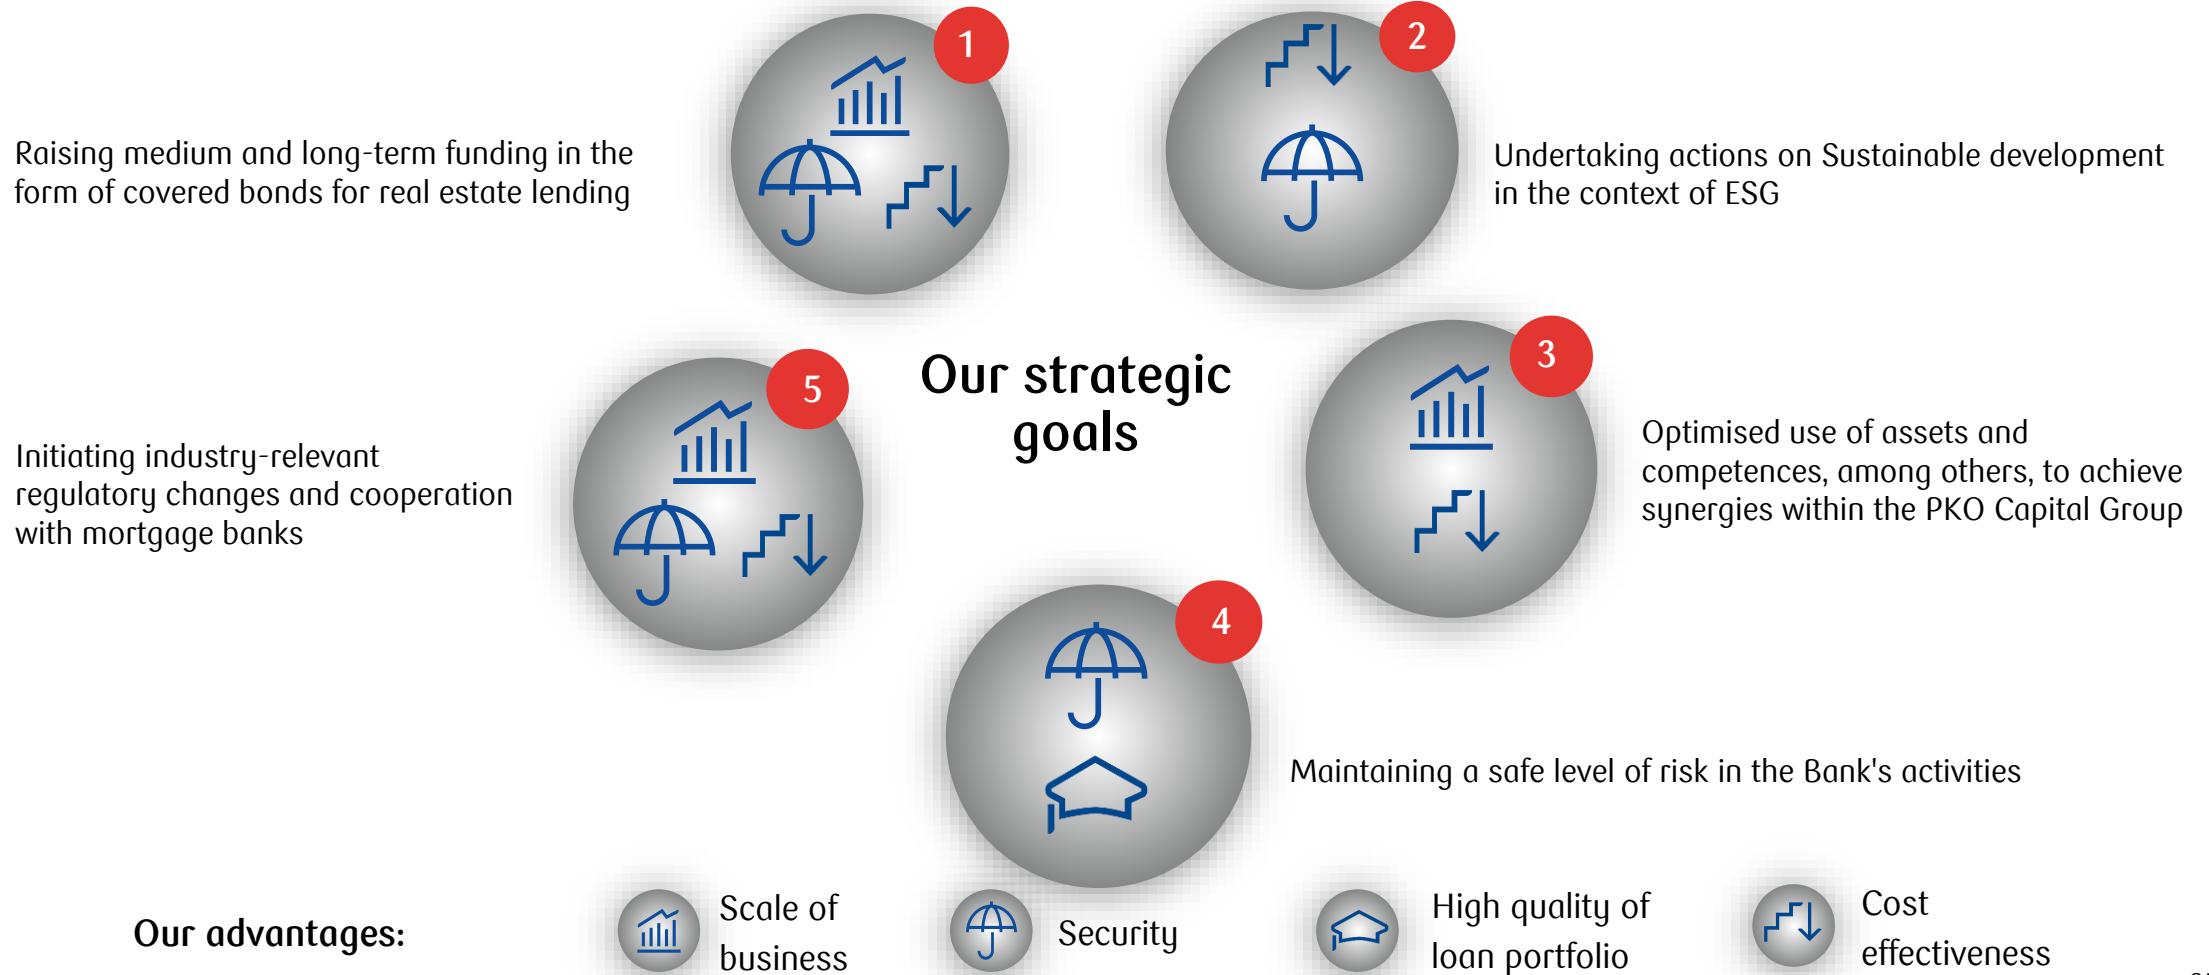 1
Raising medium and long-term funding in the
form of covered bonds for real estate lending
2
Undertaking actions on Sustainable development
in the context of ESG
Our strategic
goals
3
Optimised use of assets and
competences, among others, to achieve
synergies within the PKO Capital Group
5
Initiating industry-relevant
regulatory changes and cooperation
with mortgage banks
4
Maintaining a safe level of risk in the Bank's activities
Our advantages:
Scale of
business
Security
High quality of
loan portfolio
Cost
effectiveness